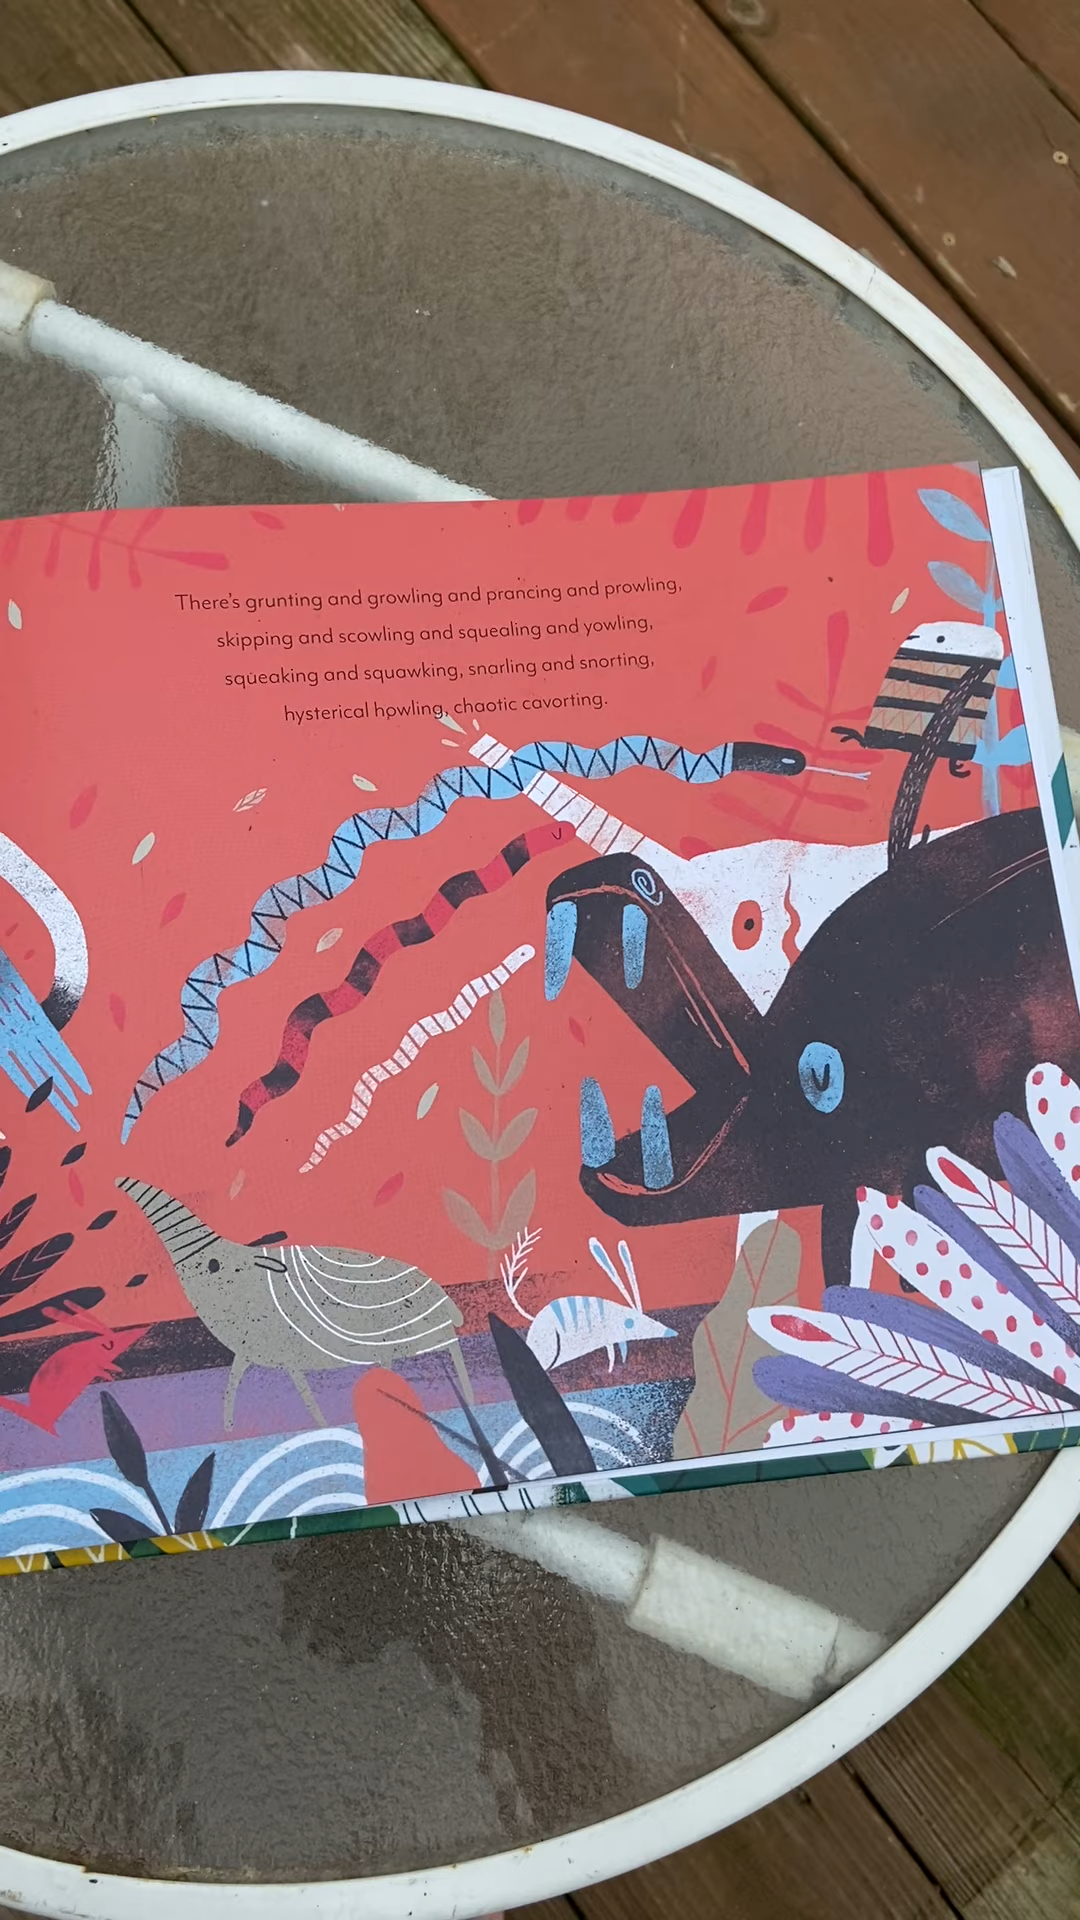 There's grunting and growling and prancing and prowling,
skipping and scowling and squealing and yowling,
squeaking and squawking, snarling and snorting,
hysterical howling, chaotic cavorting.